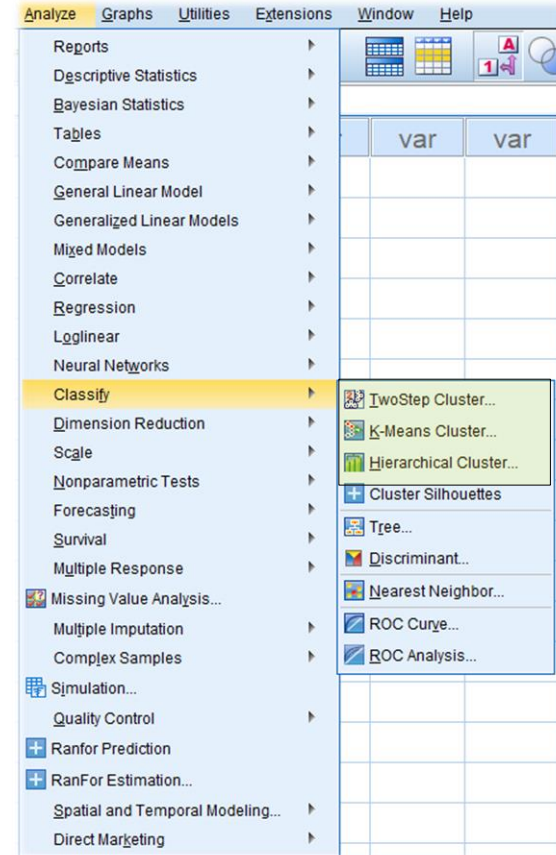 Analyze Graphs Utilities Extensions Window Help
Reports
Descriptive Statistics
Bayesian Statistics
Tables
Compare Means
General Linear Model
Generalized Linear Models
Mixed Models
Correlate
Regression
Loglinear
Neural Networks
Classify
Dimension Reduction
Scale
Nonparametric Tests
Forecasting
Survival
Multiple Response
Missing Value Analysis...
Multiple Imputation
Complex Samples
Simulation...
Quality Control
Ranfor Prediction
RanFor Estimation...
Spatial and Temporal Modeling...
Direct Marketing
A
1
var var
TwoStep Cluster...
K-Means Cluster...
Hierarchical Cluster...
Cluster Silhouettes
Tree...
Discriminant...
Nearest Neighbor...
ROC Curve...
ROC Analysis...